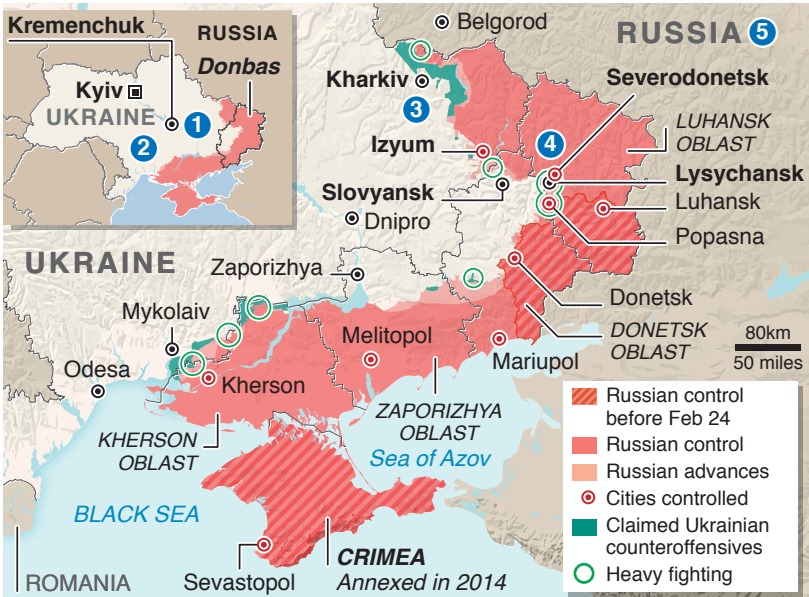 Kremenchuk
RUSSIA
Donbas
Kyiv
UKRAINE
1
2
Belgorod
RUSSIA 5
Kharkiv
3
Severodonetsk
Izyum
4
LUHANSK
OBLAST
Lysychansk
Slovyansk
Luhansk
Dnipro
Popasna
UKRAINE
Zaporizhya
Donetsk
Mykolaiv
DONETSK
OBLAST
Melitopol
Mariupol
80km
50 miles
Odesa
Kherson
ZAPORIZHYA
OBLAST
KHERSON
OBLAST
Sea of Azov
BLACK SEA
CRIMEA
Annexed in 2014
Sevastopol
ROMANIA
Russian control
before Feb 24
Russian control
Russian advances
Cities controlled
Claimed Ukrainian
counteroffensives
Heavy fighting